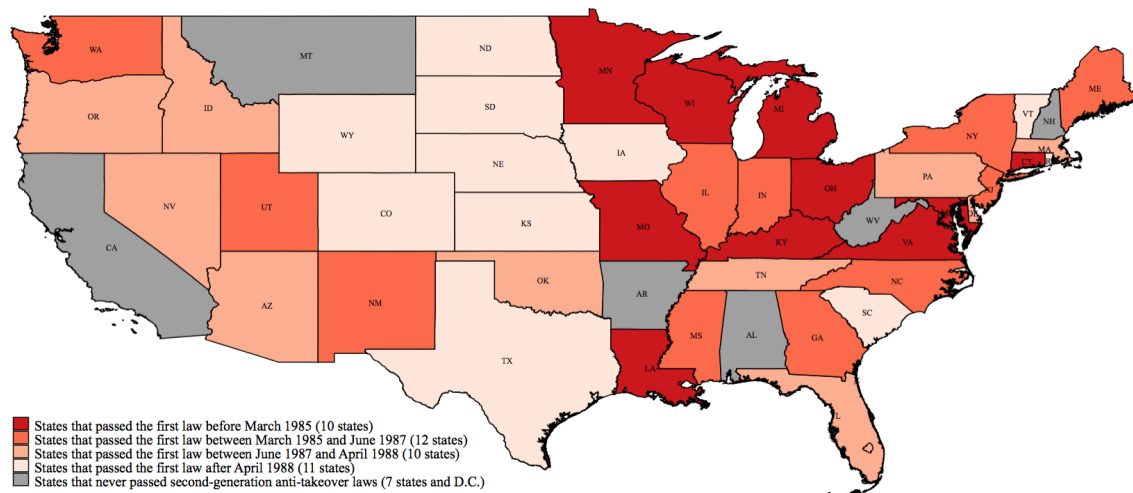 WA
MT
ND
MN
OR
ID
SD
WI
MI
ME
VT
NH
NY
WY
MA
IA
NE
CT
PA
NV
UT
CO
IL
IN
OH
NJ
CA
KS
MO
WV
VA
KY
AZ
NM
OK
TN
NC
AR
SC
MS
AL
GA
TX
LA
L
States that passed the first law before March 1985 (10 states)
States that passed the first law between March 1985 and June 1987 (12 states)
States that passed the first law between June 1987 and April 1988 (10 states)
States that passed the first law after April 1988 (11 states)
States that never passed second-generation anti-takeover laws (7 states and D.C.)